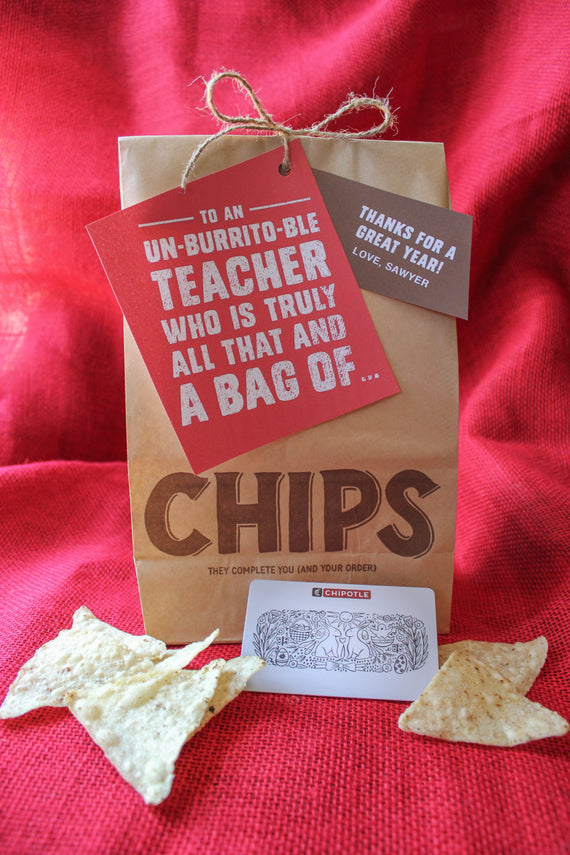 TO AN
UN-BURRITO-BLE
TEACHER
WHO IS TRULY
ALL THAT AND
A BAG OF...
THANKS FOR A
GREAT YEAR!
LOVE, SAWYER
CHIPS
THEY COMPLETE YOU (AND YOUR ORDER)
CHIPOTLE